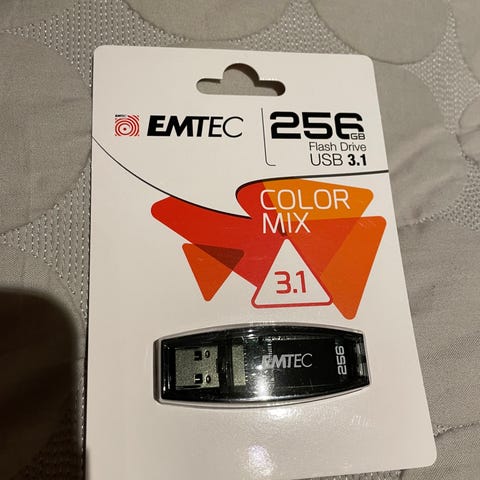 EMTEC
256
GB
Flash Drive
USB 3.1
COLOR
MIX
3.1
EMTEC
256